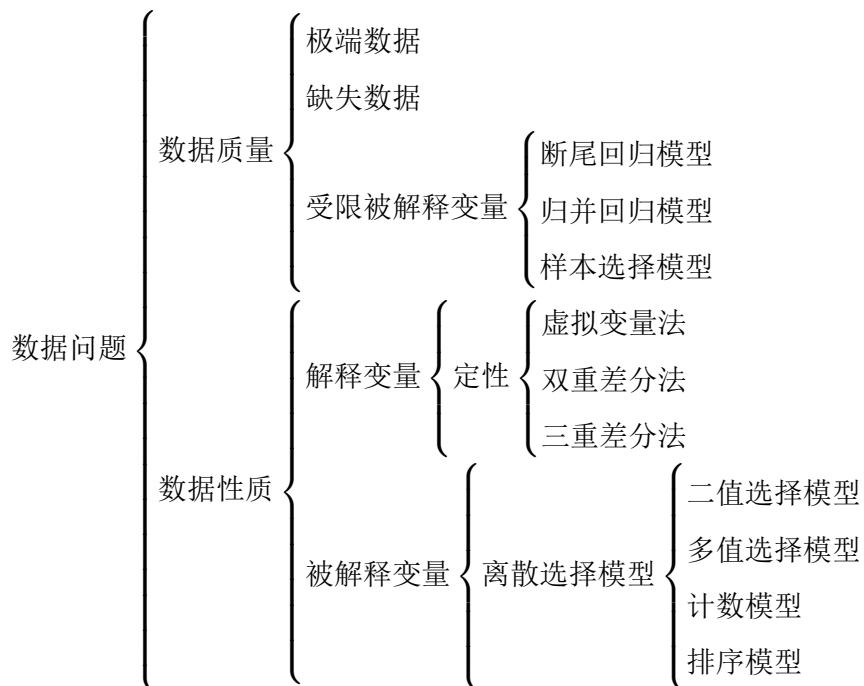 数据问题
数据质量
极端数据
缺失数据
受限被解释变量
断尾回归模型
归并回归模型
样本选择模型
数据性质
解释变量
定性
虚拟变量法
双重差分法
三重差分法
被解释变量
离散选择模型
二值选择模型
多值选择模型
计数模型
排序模型